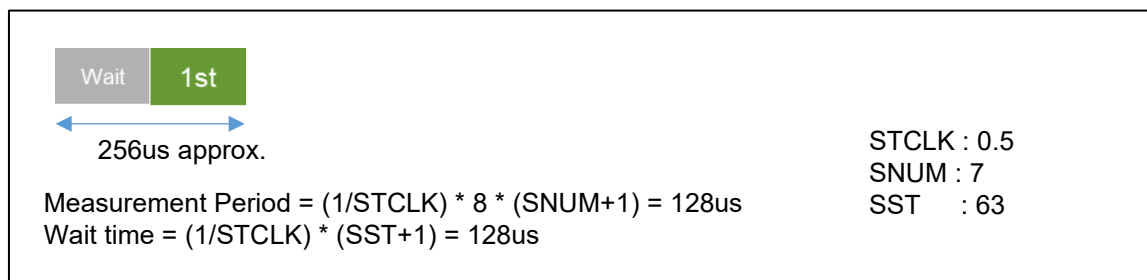 Wait 1st
256us approx.
STCLK : 0.5
SNUM : 7
SST : 63
Measurement Period = (1/STCLK) * 8 * (SNUM+1) = 128us
Wait time = (1/STCLK) * (SST+1) = 128us